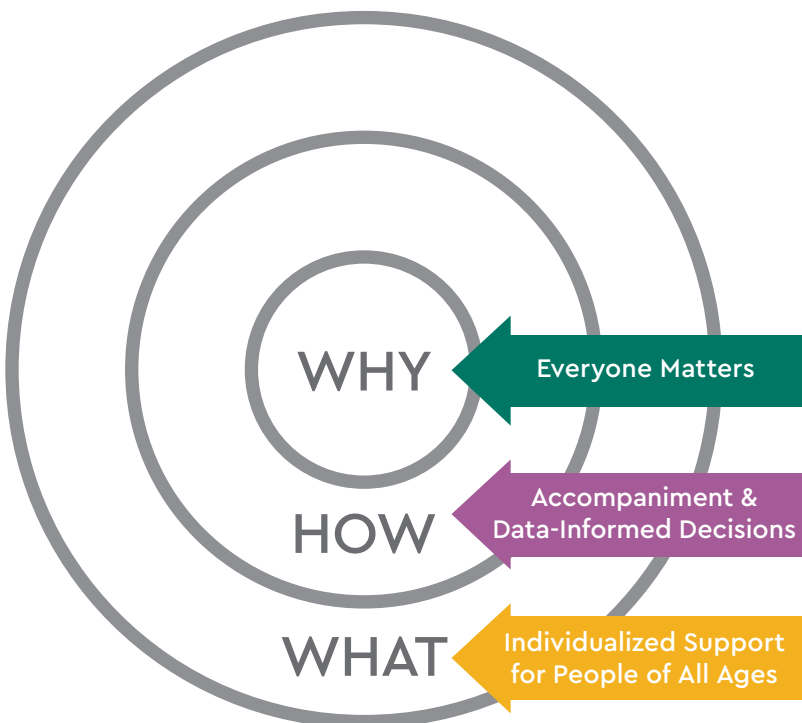 WHY
Everyone Matters
HOW
Accompaniment &
Data-Informed Decisions
WHAT
Individualized Support
for People of All Ages